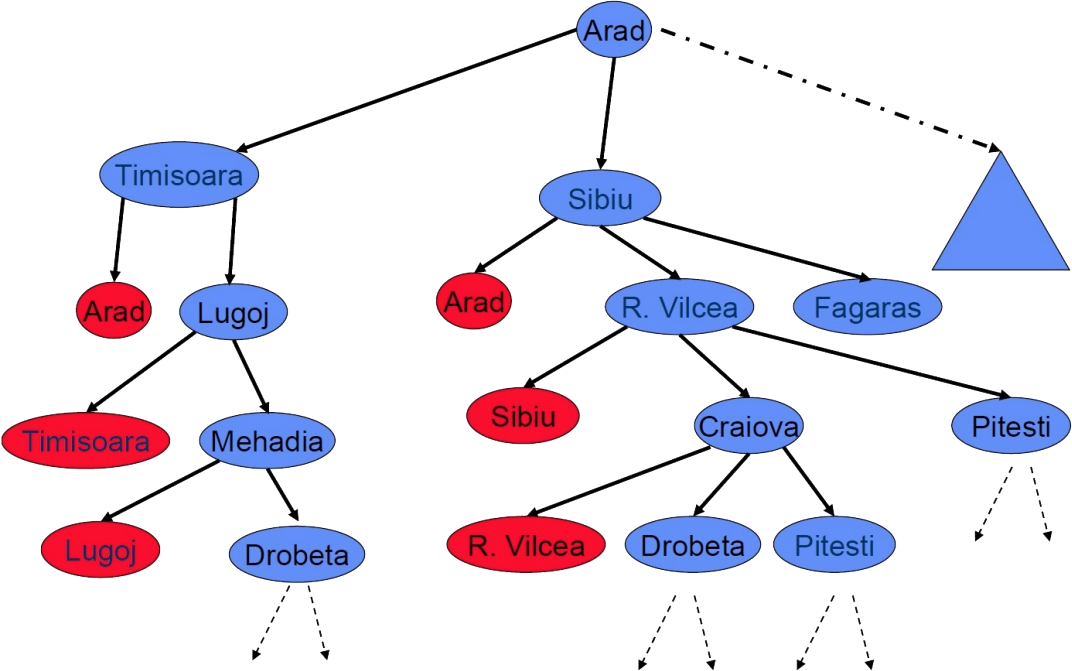 Arad
Timisoara
Sibiu
Arad
Lugoj
Arad
R. Vilcea
Fagaras
Timisoara
Mehadia
Sibiu
Craiova
Pitesti
Lugoj
Drobeta
R. Vilcea
Drobeta
Pitesti